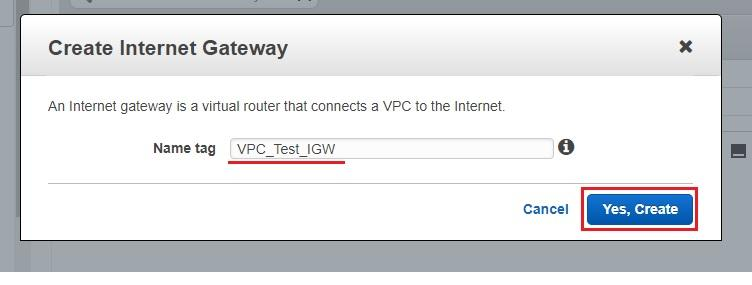 Create Internet Gateway
An Internet gateway is a virtual router that connects a VPC to the Internet.
Name tag VPC_Test_IGW
Cancel Yes, Create